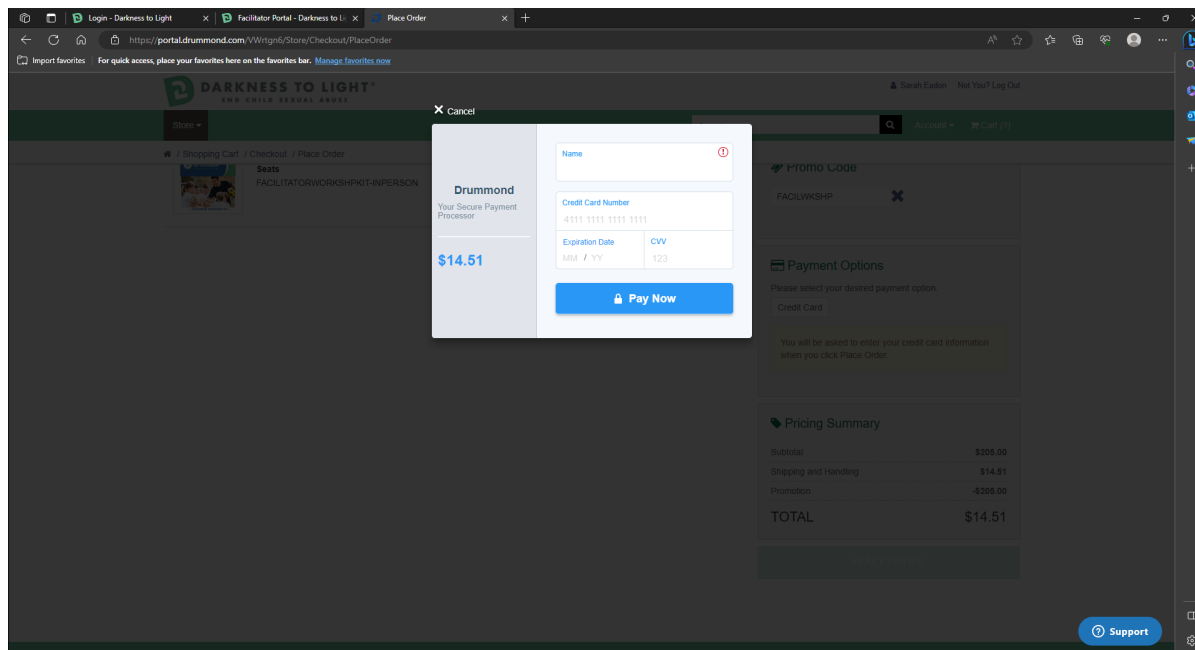 Login - Darkness to Light
Facilitator Portal - Darkness to Li
Place Order
https://portal.drummond.com/VWrtgn6/Store/Checkout/PlaceOrder
Import favorites
For quick access, place your favorites here on the favorites bar. Manage favorites now
DARKNESS TO LIGHT®
END CHILD SEXUAL ABUSE
Sarah Eadon Not You? Log Out
Cancel
Store
Account
Cart (1)
/ Shopping Cart / Checkout / Place Order
Seats
FACILITATORWORKSHPKIT-INPERSON
Drummond
Your Secure Payment
Processor
$14.51
Name
Credit Card Number
4111 1111 1111 1111
Expiration Date
CVV
MM / YY
123
Pay Now
Promo Code
FACILWKSHP
Payment Options
Please select your desired payment option
Credit Card
You will be asked to enter your credit card information
when you click Place Order.
Pricing Summary
Subtotal $205.00
Shipping and Handling $14.51
Promotion -$205.00
TOTAL $14.51
Support